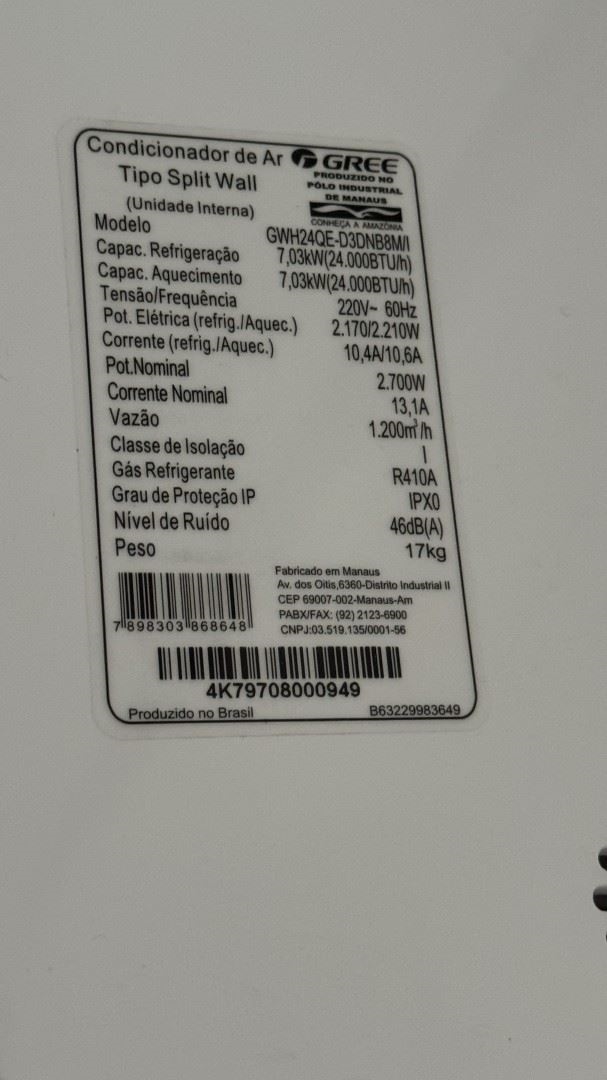 Condicionador de Ar GREE
Tipo Split Wall
PRODUZIDO NO
PÓLO INDUSTRIAL
DE MANAUS
CONHEÇA A AMAZÔNIA
(Unidade Interna)
Modelo GWH24QE-D3DNB8M/I
Capac. Refrigeração 7,03kW(24.000BTU/h)
Capac. Aquecimento 7,03kW(24.000BTU/h)
Tensão/Frequência 220V~ 60Hz
Pot. Elétrica (refrig./Aquec.) 2.170/2.210W
Corrente (refrig./Aquec.) 10,4A/10,6A
Pot.Nominal 2.700W
Corrente Nominal 13,1A
Vazão 1.200m³/h
Classe de Isolação I
Gás Refrigerante R410A
Grau de Proteção IP IPX0
Nível de Ruído 46dB(A)
Peso 17kg
Fabricado em Manaus
Av. dos Oitis,6360-Distrito Industrial II
CEP 69007-002-Manaus-Am
PABX/FAX: (92) 2123-6900
CNPJ:03.519.135/0001-56
7 898303 868648
4K79708000949
Produzido no Brasil B63229983649